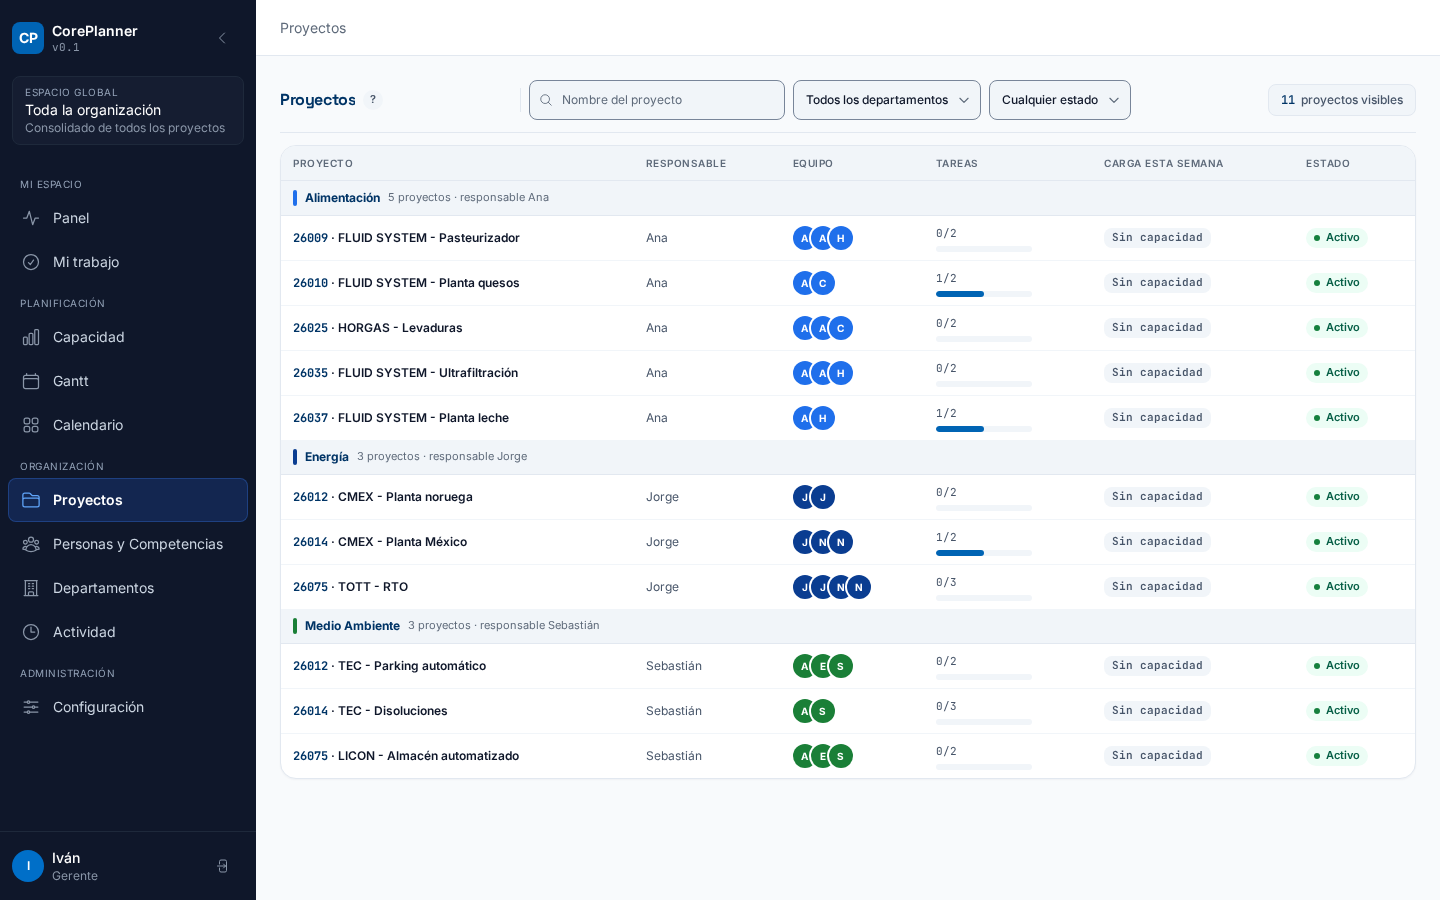 CP
CorePlanner
v0.1
ESPACIO GLOBAL
Toda la organización
Consolidado de todos los proyectos
MI ESPACIO
Panel
Mi trabajo
PLANIFICACIÓN
Capacidad
Gantt
Calendario
ORGANIZACIÓN
Proyectos
Personas y Competencias
Departamentos
Actividad
ADMINISTRACIÓN
Configuración
I
Iván
Gerente
Proyectos
Proyectos ? Nombre del proyecto Todos los departamentos Cualquier estado 11 proyectos visibles
PROYECTO RESPONSABLE EQUIPO TAREAS CARGA ESTA SEMANA ESTADO
Alimentación 5 proyectos · responsable Ana
26009 · FLUID SYSTEM - Pasteurizador Ana A A H 0/2 Sin capacidad Activo
26010 · FLUID SYSTEM - Planta quesos Ana A C 1/2 Sin capacidad Activo
26025 · HORGAS - Levaduras Ana A A C 0/2 Sin capacidad Activo
26035 · FLUID SYSTEM - Ultrafiltración Ana A A H 0/2 Sin capacidad Activo
26037 · FLUID SYSTEM - Planta leche Ana A H 1/2 Sin capacidad Activo
Energía 3 proyectos · responsable Jorge
26012 · CMEX - Planta noruega Jorge J J 0/2 Sin capacidad Activo
26014 · CMEX - Planta México Jorge J N N 1/2 Sin capacidad Activo
26075 · TOTT - RTO Jorge J J N N 0/3 Sin capacidad Activo
Medio Ambiente 3 proyectos · responsable Sebastián
26012 · TEC - Parking automático Sebastián A E S 0/2 Sin capacidad Activo
26014 · TEC - Disoluciones Sebastián A S 0/3 Sin capacidad Activo
26075 · LICON - Almacén automatizado Sebastián A E S 0/2 Sin capacidad Activo